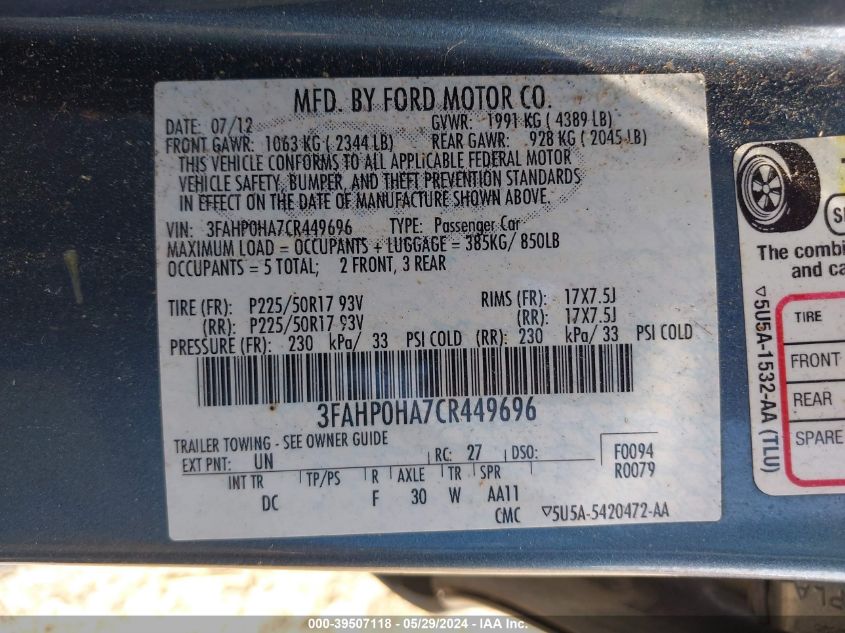 MFD. BY FORD MOTOR CO.
DATE: 07/12 GVWR: 1991 KG ( 4389 LB)
FRONT GAWR: 1063 KG ( 2344 LB) REAR GAWR: 928 KG ( 2045 LB)
THIS VEHICLE CONFORMS TO ALL APPLICABLE FEDERAL MOTOR
VEHICLE SAFETY, BUMPER, AND THEFT PREVENTION STANDARDS
IN EFFECT ON THE DATE OF MANUFACTURE SHOWN ABOVE.
VIN: 3FAHP0HA7CR449696 TYPE: Passenger Car
MAXIMUM LOAD = OCCUPANTS + LUGGAGE = 385KG/ 850LB
OCCUPANTS = 5 TOTAL; 2 FRONT, 3 REAR
TIRE (FR): P225/50R17 93V RIMS (FR): 17X7.5J
(RR): P225/50R17 93V (RR): 17X7.5J
PRESSURE (FR): 230 kPa/ 33 PSI COLD (RR): 230 kPa/ 33 PSI COLD
3FAHP0HA7CR449696
TRAILER TOWING - SEE OWNER GUIDE
EXT PNT: UN RC: 27 DSO: F0094
R0079
INT TR TP/PS R AXLE TR SPR
DC F 30 W AA11
CMC ▽5U5A-5420472-AA
The combi
and ca
TIRE
FRONT
REAR
SPARE
▽5U5A-1532-AA (TLU)
PLA
000-39507118 - 05/29/2024 - IAA Inc.